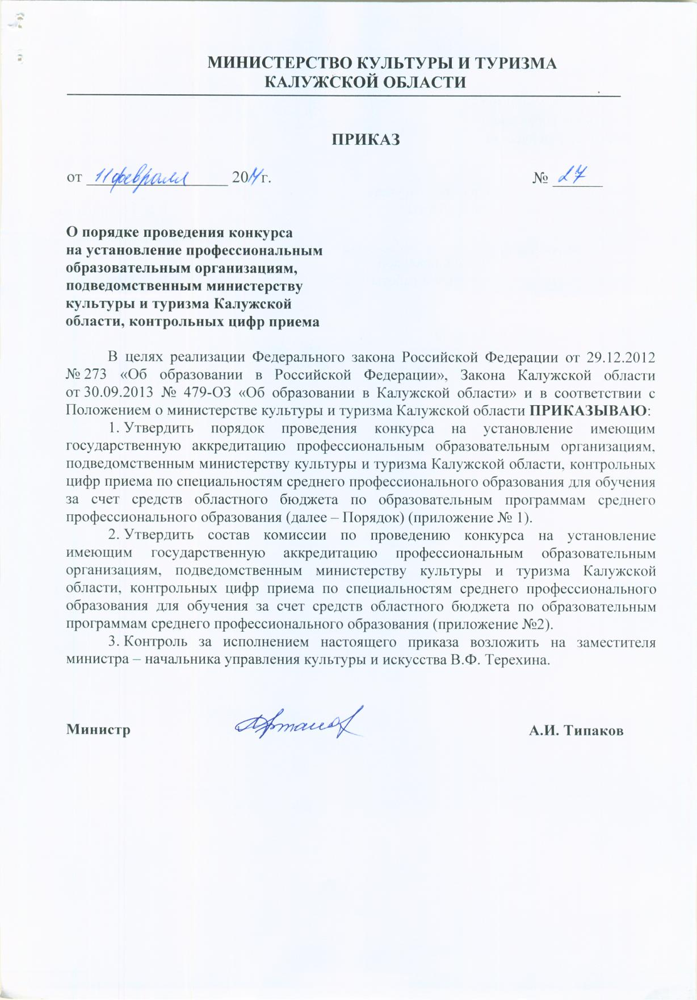 МИНИСТЕРСТВО КУЛЬТУРЫ И ТУРИЗМА
КАЛУЖСКОЙ ОБЛАСТИ
ПРИКАЗ
от 11 февраля 2014 г. № 27
О порядке проведения конкурса
на установление профессиональным
образовательным организациям,
подведомственным министерству
культуры и туризма Калужской
области, контрольных цифр приема
В целях реализации Федерального закона Российской Федерации от 29.12.2012
№ 273 «Об образовании в Российской Федерации», Закона Калужской области
от 30.09.2013 № 479-ОЗ «Об образовании в Калужской области» и в соответствии с
Положением о министерстве культуры и туризма Калужской области ПРИКАЗЫВАЮ:
1. Утвердить порядок проведения конкурса на установление имеющим
государственную аккредитацию профессиональным образовательным организациям,
подведомственным министерству культуры и туризма Калужской области, контрольных
цифр приема по специальностям среднего профессионального образования для обучения
за счет средств областного бюджета по образовательным программам среднего
профессионального образования (далее – Порядок) (приложение № 1).
2. Утвердить состав комиссии по проведению конкурса на установление
имеющим государственную аккредитацию профессиональным образовательным
организациям, подведомственным министерству культуры и туризма Калужской
области, контрольных цифр приема по специальностям среднего профессионального
образования для обучения за счет средств областного бюджета по образовательным
программам среднего профессионального образования (приложение №2).
3. Контроль за исполнением настоящего приказа возложить на заместителя
министра – начальника управления культуры и искусства В.Ф. Терехина.
Министр А.И. Типаков